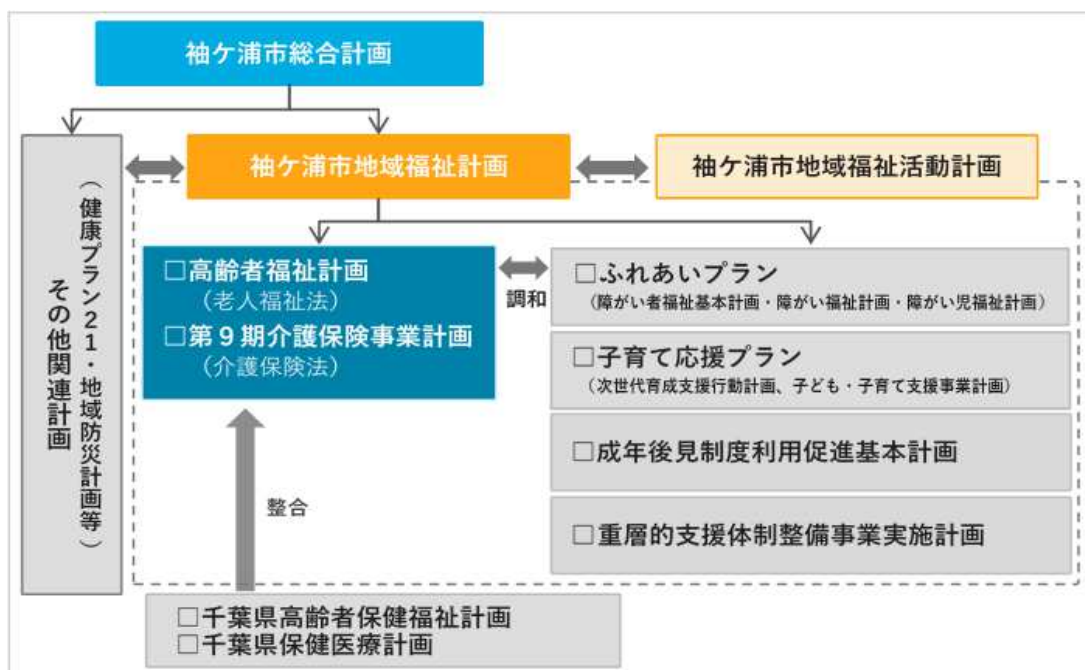 袖ケ浦市総合計画
袖ケ浦市地域福祉計画
袖ケ浦市地域福祉活動計画
その他関連計画
（健康プラン２１・地域防災計画等）
□高齢者福祉計画
（老人福祉法）
□第９期介護保険事業計画
（介護保険法）
調和
□ふれあいプラン
（障がい者福祉基本計画・障がい福祉計画・障がい児福祉計画）
□子育て応援プラン
（次世代育成支援行動計画、子ども・子育て支援事業計画）
□成年後見制度利用促進基本計画
□重層的支援体制整備事業実施計画
整合
□千葉県高齢者保健福祉計画
□千葉県保健医療計画